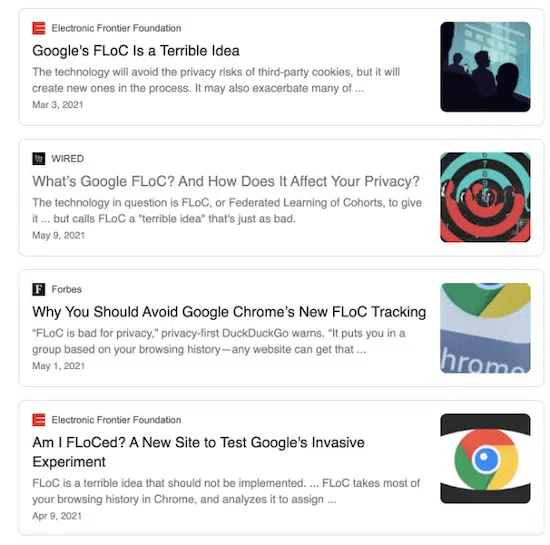 Electronic Frontier Foundation
Google's FLoC Is a Terrible Idea
The technology will avoid the privacy risks of third-party cookies, but it will
create new ones in the process. It may also exacerbate many of ...
Mar 3, 2021
WIRED
What's Google FLoC? And How Does It Affect Your Privacy?
The technology in question is FLoC, or Federated Learning of Cohorts, to give
it ... but calls FLoC a "terrible idea" that's just as bad.
May 9, 2021
7
8
9
F Forbes
Why You Should Avoid Google Chrome's New FLoC Tracking
“FLoC is bad for privacy,” privacy-first DuckDuckGo warns. “It puts you in a
group based on your browsing history—any website can get that ...
May 1, 2021
hrome
Electronic Frontier Foundation
Am I FLoCed? A New Site to Test Google's Invasive
Experiment
FLoC is a terrible idea that should not be implemented. ... FLoC takes most of
your browsing history in Chrome, and analyzes it to assign ...
Apr 9, 2021